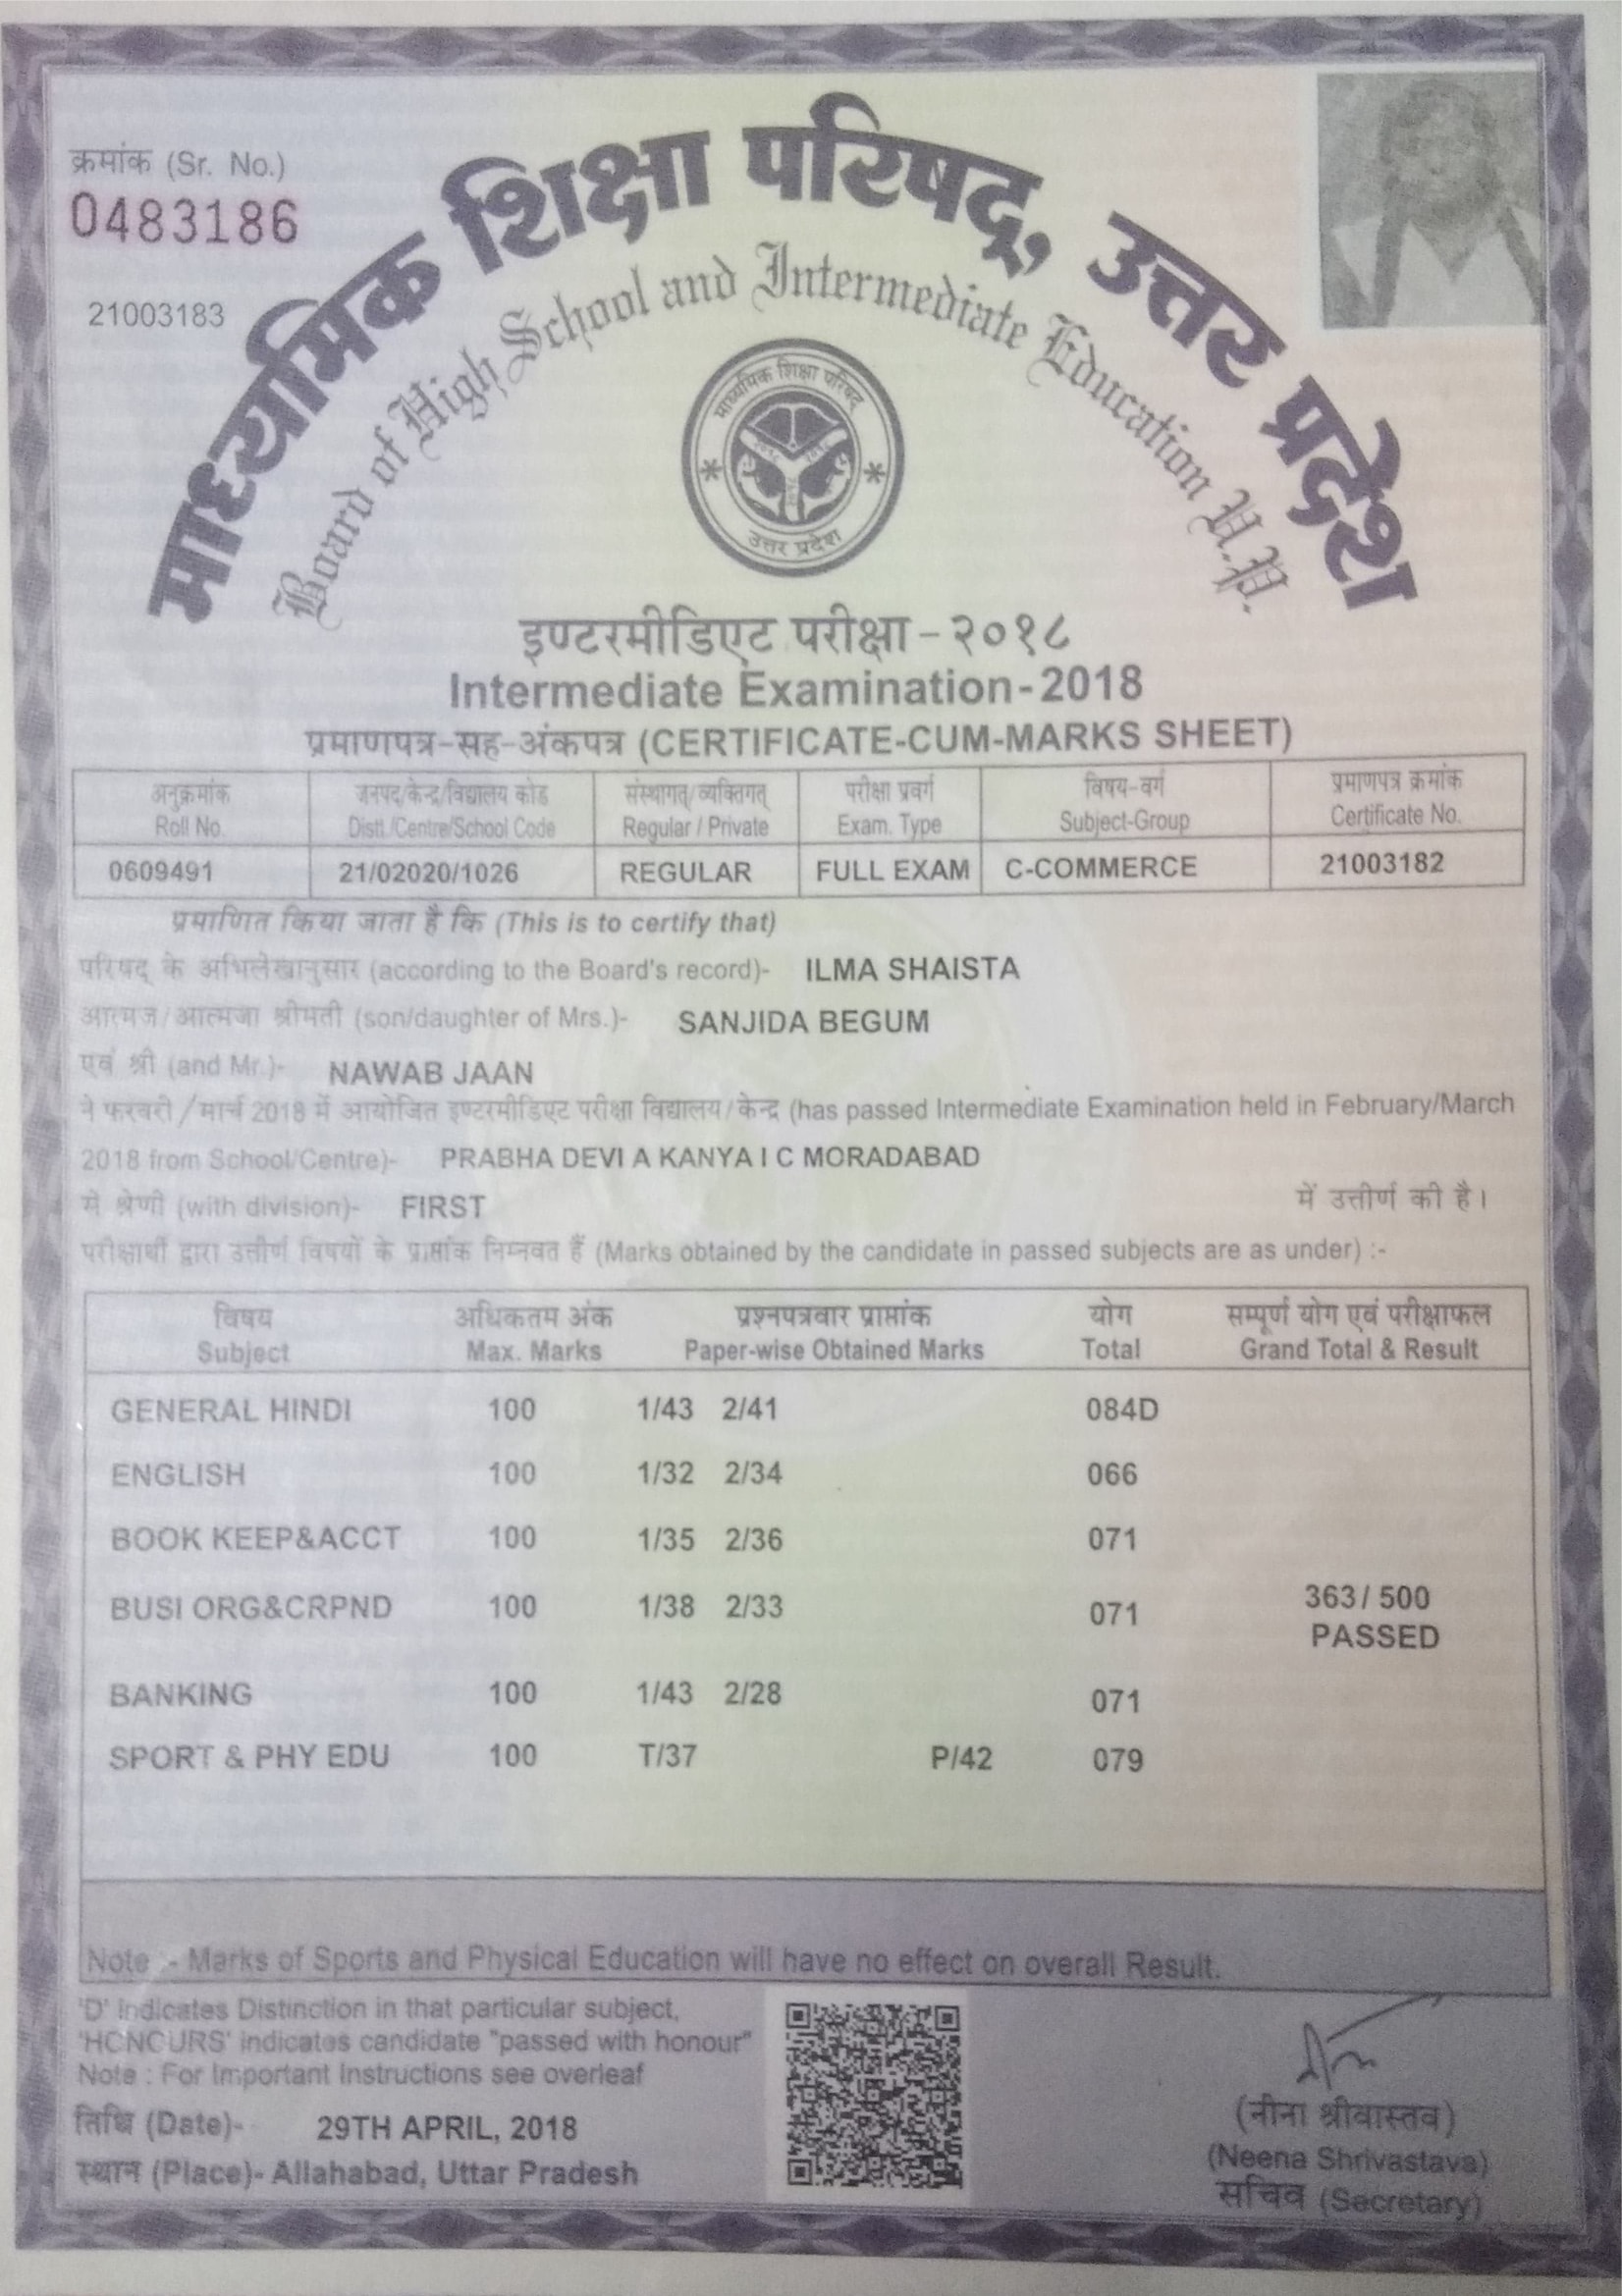 क्रमांक (Sr. No.)
0483186
21003183
माध्यमिक शिक्षा परिषद्, उत्तर प्रदेश
Board of High School and Intermediate Education U.P.
माध्यमिक शिक्षा परिषद्
उत्तर प्रदेश
इण्टरमीडिएट परीक्षा - २०१८
Intermediate Examination - 2018
प्रमाणपत्र-सह-अंकपत्र (CERTIFICATE-CUM-MARKS SHEET)
अनुक्रमांक जनपद/केन्द्र/विद्यालय कोड संस्थागत/व्यक्तिगत् परीक्षा प्रवर्ग विषय-वर्ग प्रमाणपत्र क्रमांक
Roll No. Distt./Centre/School Code Regular / Private Exam. Type Subject-Group Certificate No.
0609491 21/02020/1026 REGULAR FULL EXAM C-COMMERCE 21003182
प्रमाणित किया जाता है कि (This is to certify that)
परिषद् के अभिलेखानुसार (according to the Board's record)- ILMA SHAISTA
आत्मज/आत्मजा श्रीमती (son/daughter of Mrs.)- SANJIDA BEGUM
एवं श्री (and Mr.)- NAWAB JAAN
ने फरवरी/मार्च 2018 में आयोजित इण्टरमीडिएट परीक्षा विद्यालय/केन्द्र (has passed Intermediate Examination held in February/March
2018 from School/Centre)- PRABHA DEVI A KANYA I C MORADABAD
में श्रेणी (with division)- FIRST में उत्तीर्ण की है।
परीक्षार्थी द्वारा उत्तीर्ण विषयों के प्राप्तांक निम्नवत हैं (Marks obtained by the candidate in passed subjects are as under) :-
विषय अधिकतम अंक प्रश्नपत्रवार प्राप्तांक योग सम्पूर्ण योग एवं परीक्षाफल
Subject Max. Marks Paper-wise Obtained Marks Total Grand Total & Result
GENERAL HINDI 100 1/43 2/41 084D
ENGLISH 100 1/32 2/34 066
BOOK KEEP&ACCT 100 1/35 2/36 071
BUSI ORG&CRPND 100 1/38 2/33 071 363/ 500
PASSED
BANKING 100 1/43 2/28 071
SPORT & PHY EDU 100 T/37 P/42 079
Note :- Marks of Sports and Physical Education will have no effect on overall Result.
'D' indicates Distinction in that particular subject,
'HONOURS' indicates candidate "passed with honour"
Note : For Important Instructions see overleaf
तिथि (Date)- 29TH APRIL, 2018
स्थान (Place)- Allahabad, Uttar Pradesh
(नीना श्रीवास्तव)
(Neena Shrivastava)
सचिव (Secretary)